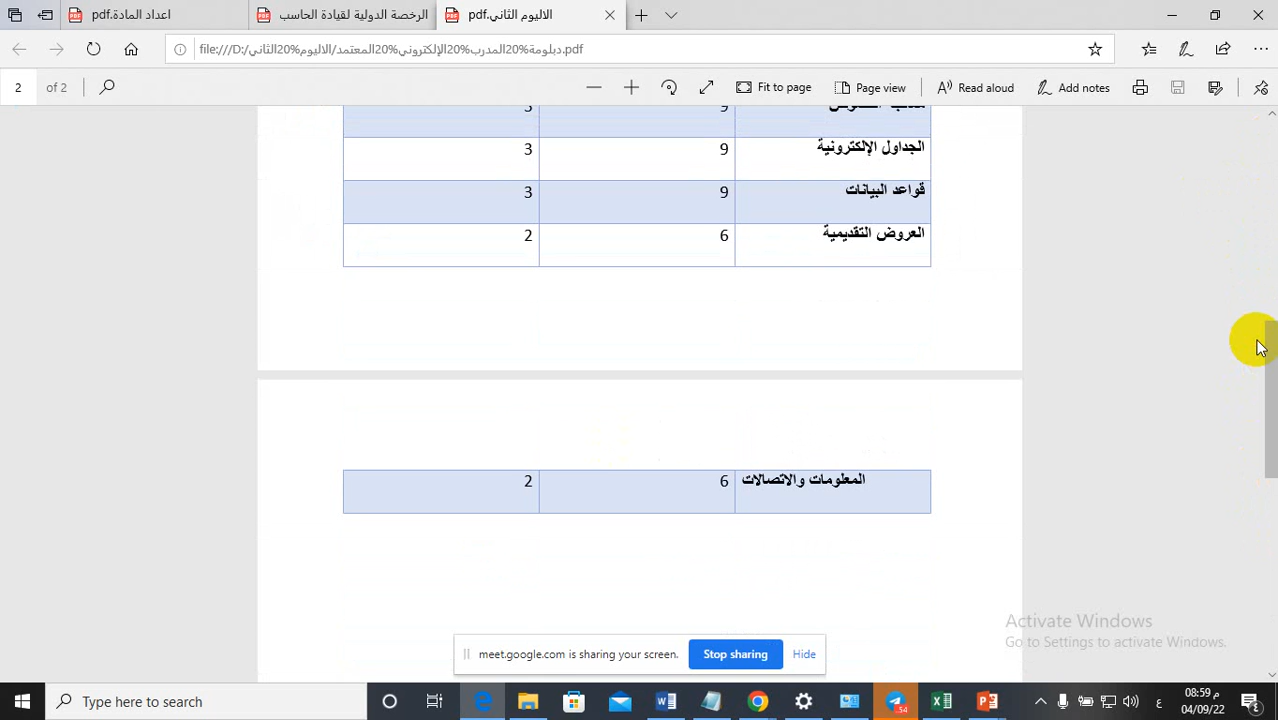 اعداد المادة.pdf
الرخصة الدولية لقيادة الحاسب
الاليوم الثاني.pdf
file:///D:/دبلومة%20المدرب%20الإلكتروني%20المعتمد/الاليوم%20الثاني.pdf
2 of 2
Fit to page
Page view
Read aloud
Add notes
9 3
الجداول الإلكترونية 9 3
قواعد البيانات 9 3
العروض التقديمية 6 2
المعلومات والاتصالات 6 2
Activate Windows
Go to Settings to activate Windows.
meet.google.com is sharing your screen. Stop sharing Hide
Type here to search
54
ع
08:59 م
04/09/22